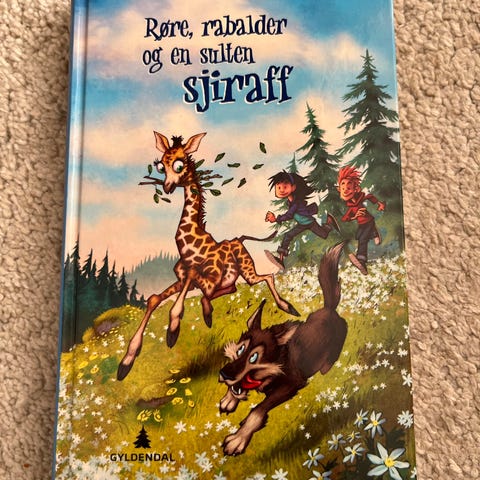 Røre, rabalder
og en sulten
sjiraff
GYLDENDAL